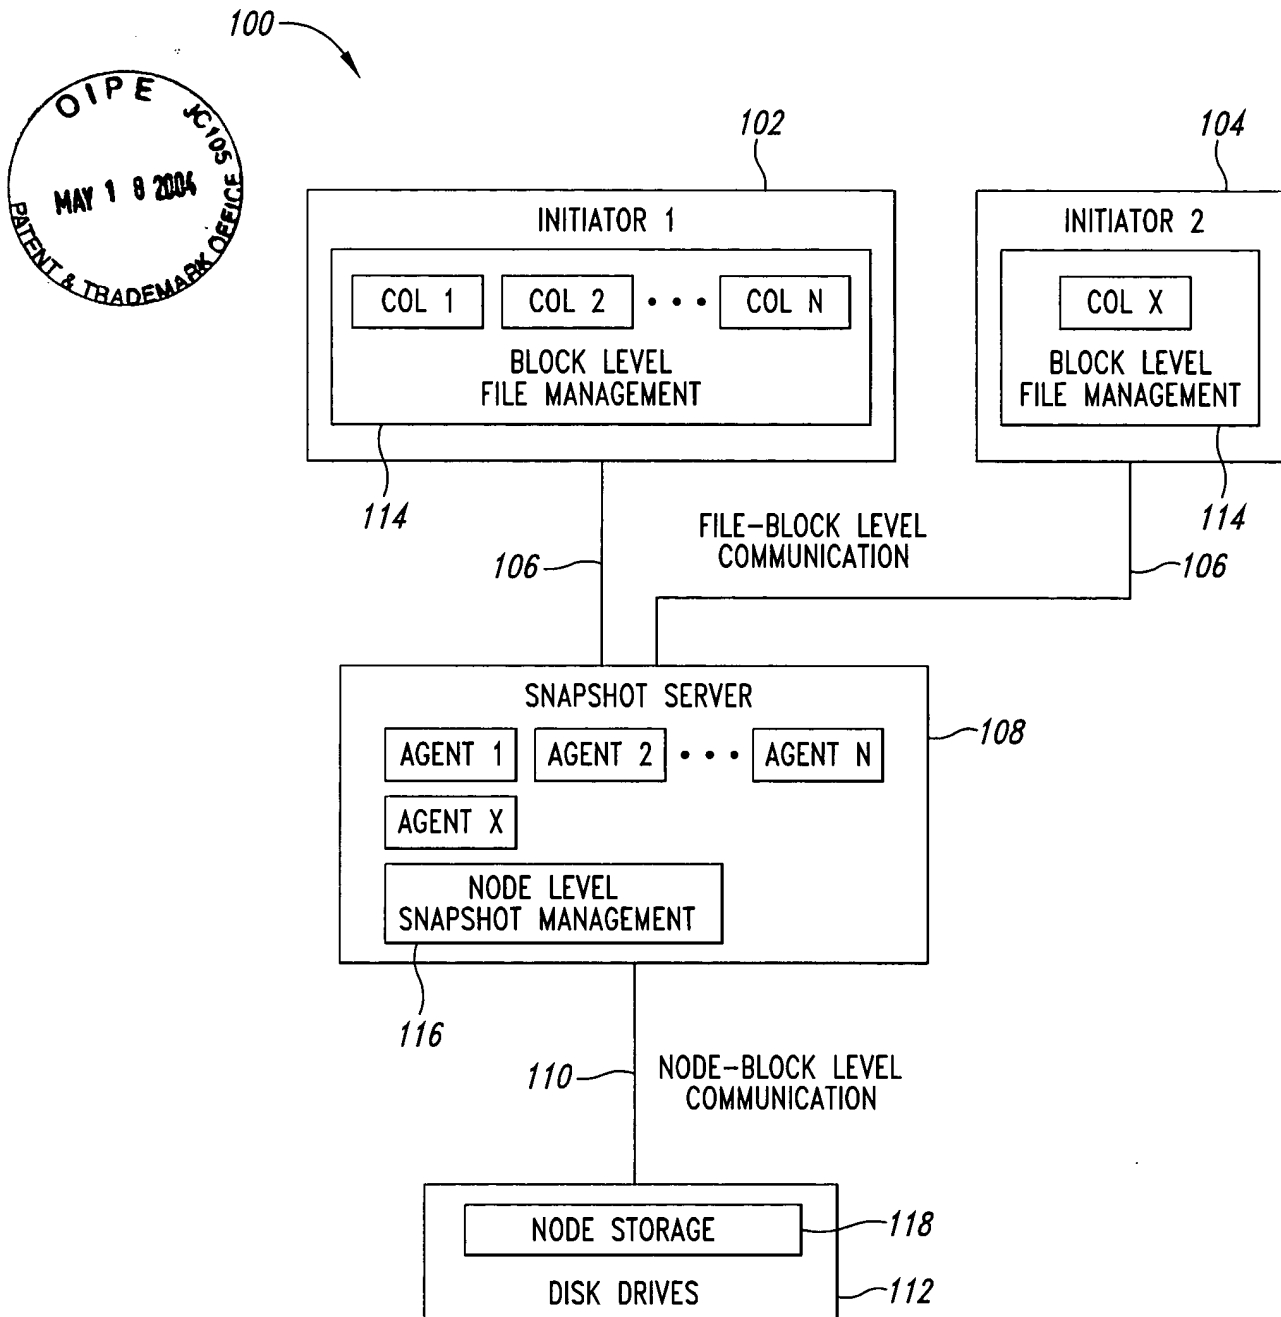 100
OIPE JC105
MAY 18 2004
PATENT & TRADEMARK OFFICE
102
104
INITIATOR 1
COL 1
COL 2
• • •
COL N
BLOCK LEVEL
FILE MANAGEMENT
114
INITIATOR 2
COL X
BLOCK LEVEL
FILE MANAGEMENT
114
106
FILE-BLOCK LEVEL
COMMUNICATION
106
SNAPSHOT SERVER
108
AGENT 1
AGENT 2
• • •
AGENT N
AGENT X
NODE LEVEL
SNAPSHOT MANAGEMENT
116
110
NODE-BLOCK LEVEL
COMMUNICATION
NODE STORAGE
118
DISK DRIVES
112